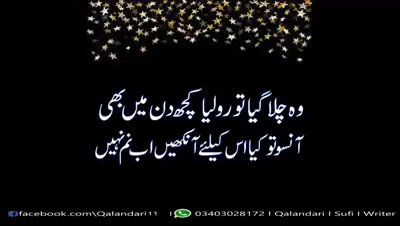 وہ چلا گیا تو رو لیا کچھ دن میں بھی
آنسو تو کیا اس کیلئے آنکھیں اب نم نہیں
facebook.com\Qalandari11 I 03403028172 I Qalandari I Sufi I Writer